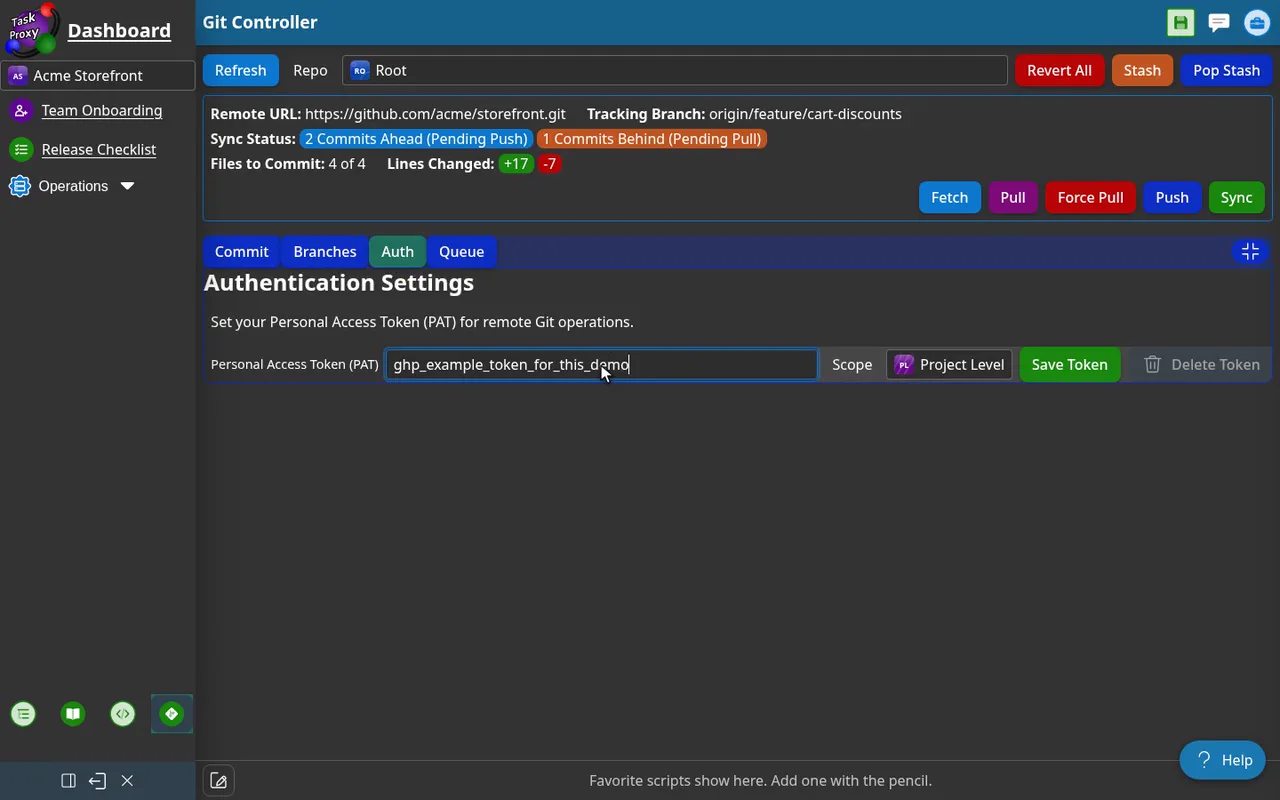 Task Proxy
Dashboard
Git Controller
AS Acme Storefront
Team Onboarding
Release Checklist
Operations
Refresh Repo RO Root Revert All Stash Pop Stash
Remote URL: https://github.com/acme/storefront.git Tracking Branch: origin/feature/cart-discounts
Sync Status: 2 Commits Ahead (Pending Push) 1 Commits Behind (Pending Pull)
Files to Commit: 4 of 4 Lines Changed: +17 -7
Fetch Pull Force Pull Push Sync
Commit Branches Auth Queue
Authentication Settings
Set your Personal Access Token (PAT) for remote Git operations.
Personal Access Token (PAT) ghp_example_token_for_this_demo Scope PL Project Level Save Token Delete Token
? Help
Favorite scripts show here. Add one with the pencil.